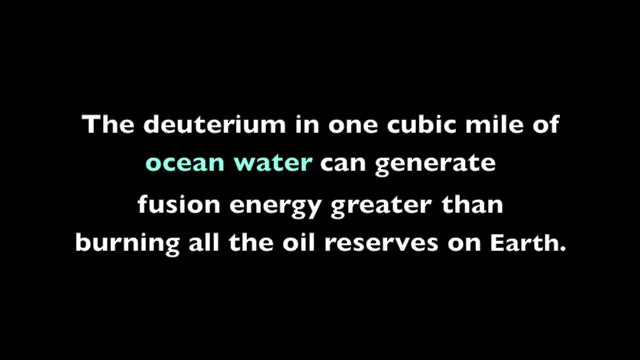 The deuterium in one cubic mile of
ocean water can generate
fusion energy greater than
burning all the oil reserves on Earth.